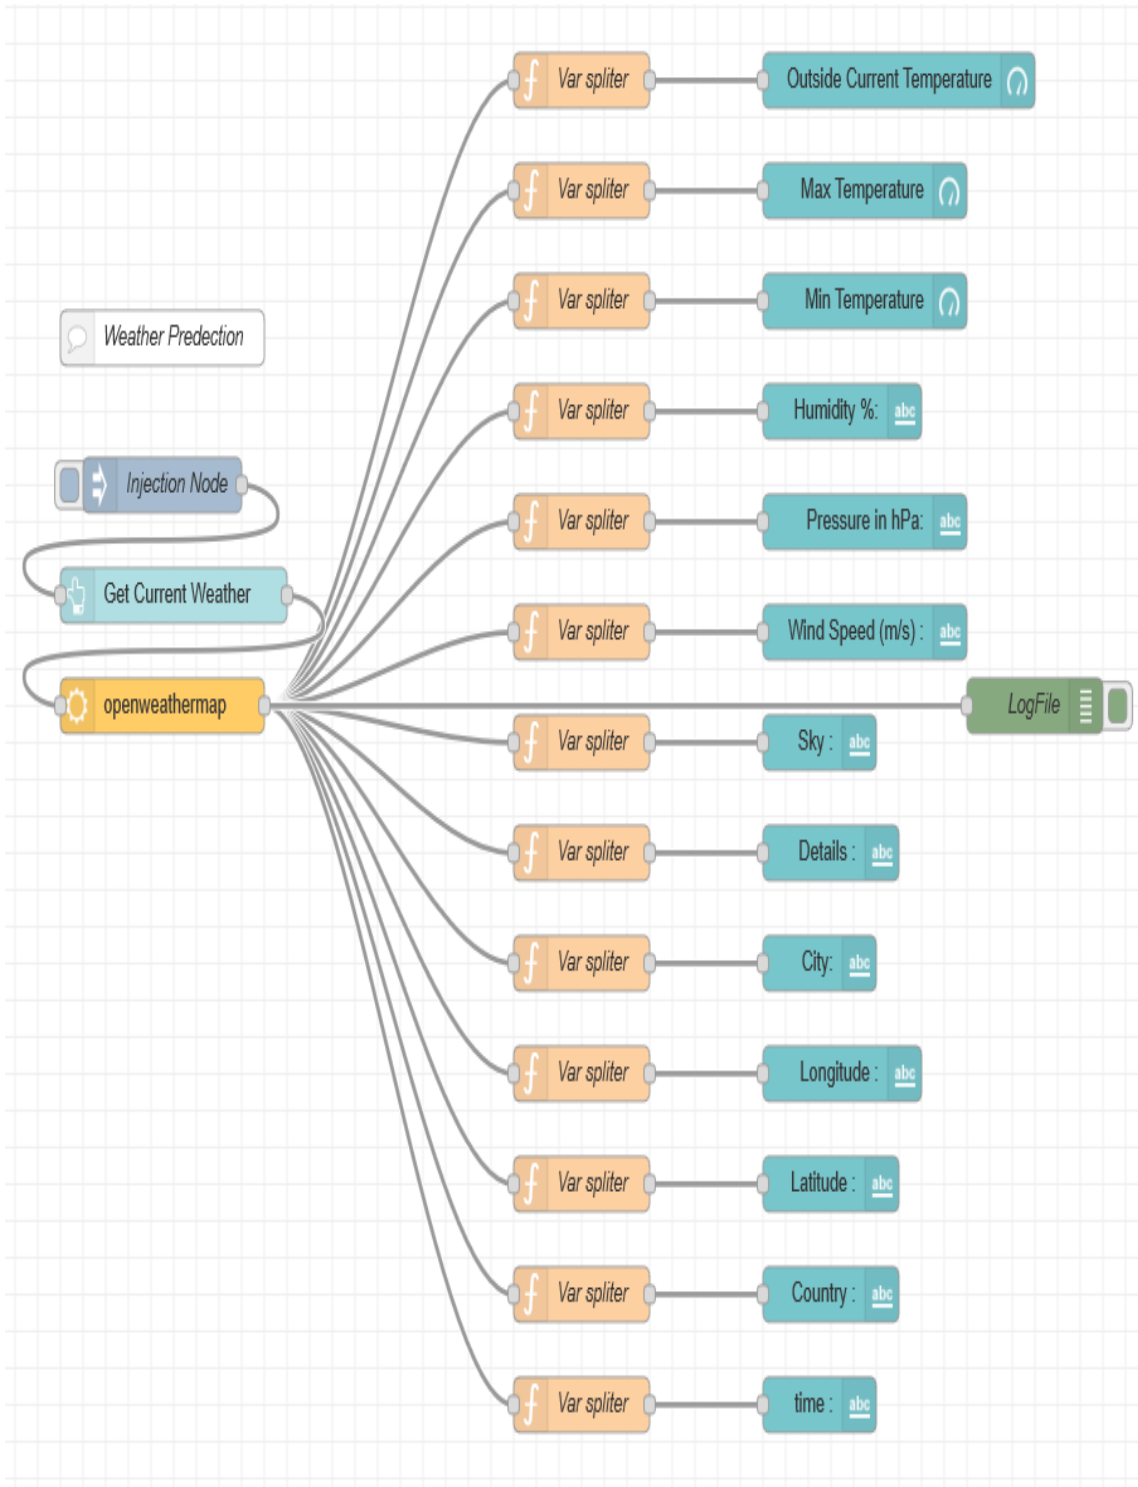 Var spliter
Outside Current Temperature
Var spliter
Max Temperature
Var spliter
Min Temperature
Weather Predection
Var spliter
Humidity %:
abc
Injection Node
Var spliter
Pressure in hPa:
abc
Get Current Weather
Var spliter
Wind Speed (m/s) :
abc
openweathermap
LogFile
Var spliter
Sky :
abc
Var spliter
Details :
abc
Var spliter
City:
abc
Var spliter
Longitude :
abc
Var spliter
Latitude :
abc
Var spliter
Country :
abc
Var spliter
time :
abc